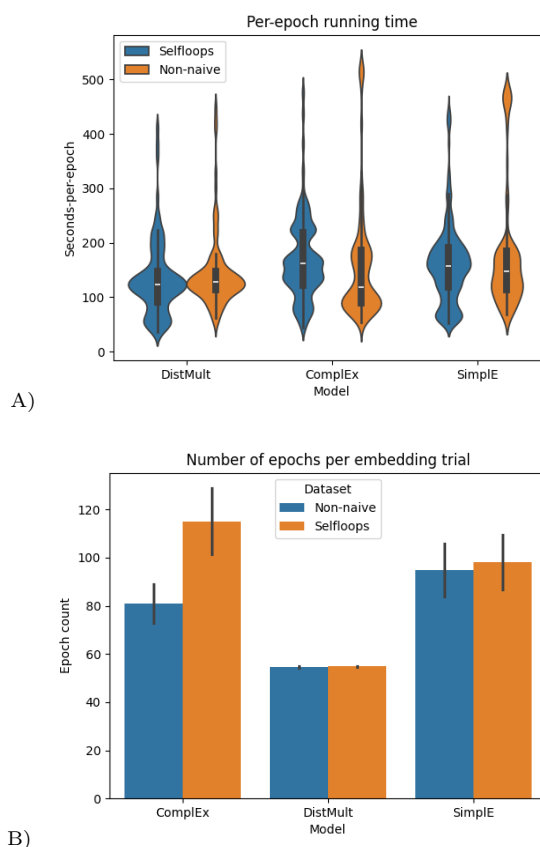 Per-epoch running time
Selfloops
Non-naive
Seconds-per-epoch
500
400
300
200
100
0
DistMult
ComplEx
SimplE
Model
A)
Number of epochs per embedding trial
Dataset
Non-naive
Selfloops
Epoch count
120
100
80
60
40
20
0
ComplEx
DistMult
SimplE
Model
B)